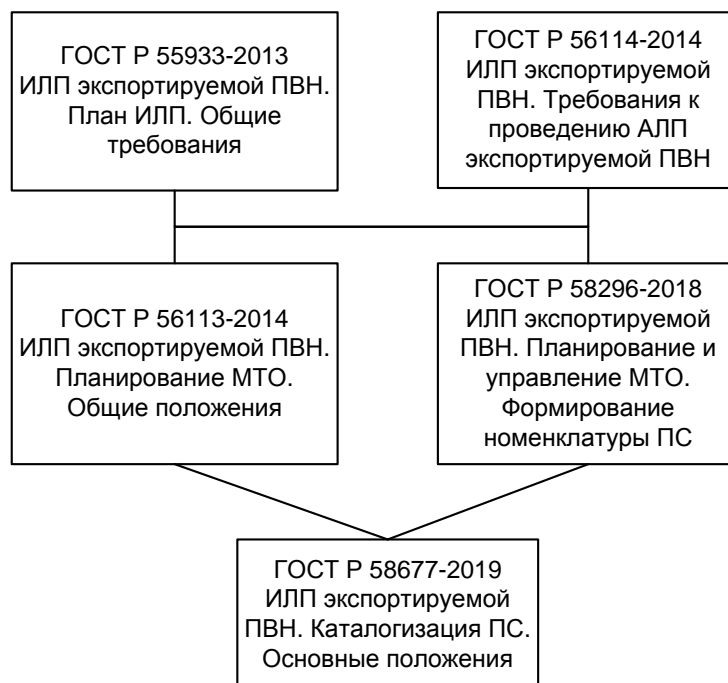 ГОСТ Р 55933-2013
ИЛП экспортируемой ПВН.
План ИЛП. Общие
требования
ГОСТ Р 56114-2014
ИЛП экспортируемой
ПВН. Требования к
проведению АЛП
экспортируемой ПВН
ГОСТ Р 56113-2014
ИЛП экспортируемой ПВН.
Планирование МТО.
Общие положения
ГОСТ Р 58296-2018
ИЛП экспортируемой
ПВН. Планирование и
управление МТО.
Формирование
номенклатуры ПС
ГОСТ Р 58677-2019
ИЛП экспортируемой
ПВН. Каталогизация ПС.
Основные положения